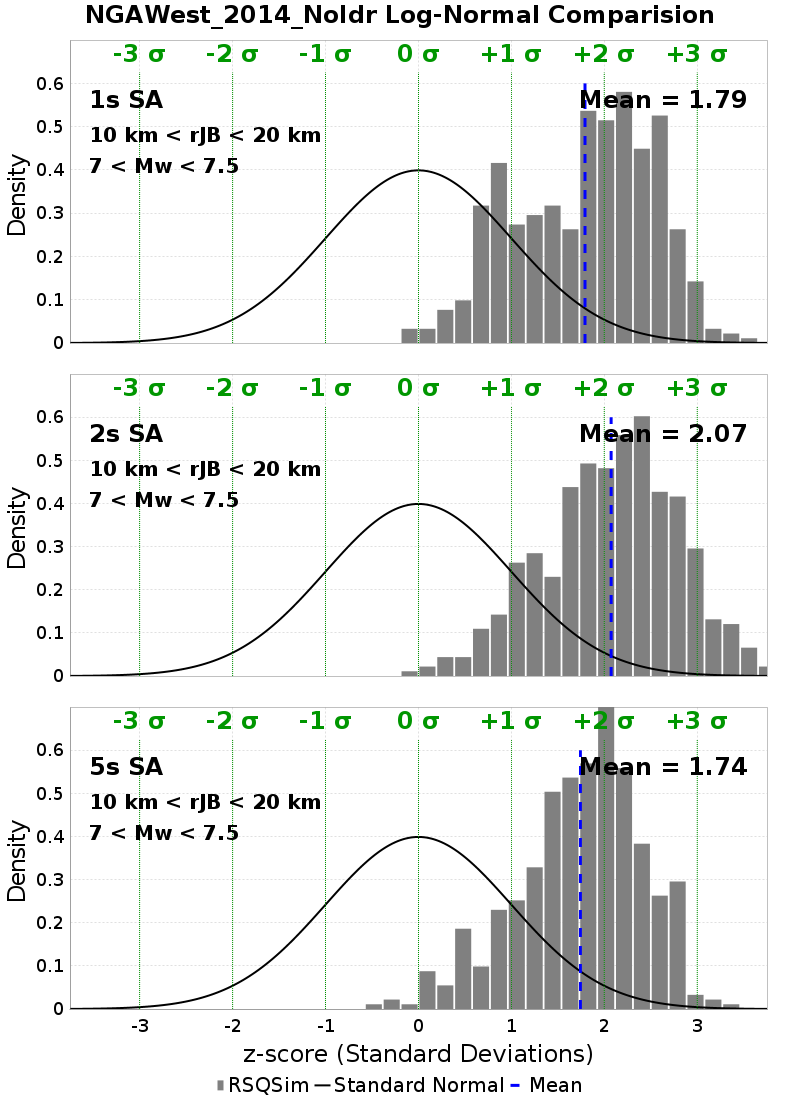 NGAWest_2014_NoIdr Log-Normal Comparision
-3 σ -2 σ -1 σ 0 σ +1 σ +2 σ +3 σ
1s SA
Mean = 1.79
10 km < rJB < 20 km
7 < Mw < 7.5
Density
0.6
0.5
0.4
0.3
0.2
0.1
0
-3 σ -2 σ -1 σ 0 σ +1 σ +2 σ +3 σ
2s SA
Mean = 2.07
10 km < rJB < 20 km
7 < Mw < 7.5
Density
0.6
0.5
0.4
0.3
0.2
0.1
0
-3 σ -2 σ -1 σ 0 σ +1 σ +2 σ +3 σ
5s SA
Mean = 1.74
10 km < rJB < 20 km
7 < Mw < 7.5
Density
0.6
0.5
0.4
0.3
0.2
0.1
0
-3 -2 -1 0 1 2 3
z-score (Standard Deviations)
RSQSim Standard Normal Mean